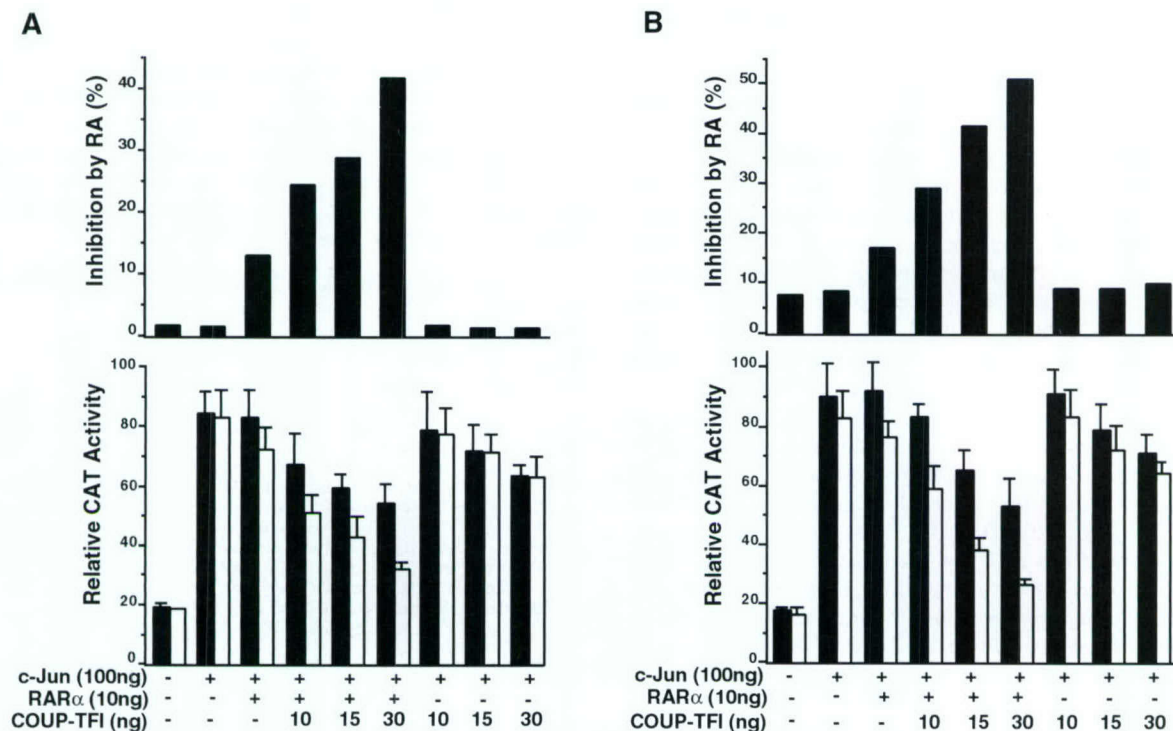 A
Inhibition by RA (%)
40
30
20
10
0
Relative CAT Activity
100
80
60
40
20
0
c-Jun (100ng) - + + + + + + + +
RARα (10ng) - - + + + + - - -
COUP-TFI (ng) - - - 10 15 30 10 15 30
B
Inhibition by RA (%)
50
40
30
20
10
0
Relative CAT Activity
100
80
60
40
20
0
c-Jun (100ng) - + + + + + + + +
RARα (10ng) - - + + + + - - -
COUP-TFI (ng) - - - 10 15 30 10 15 30